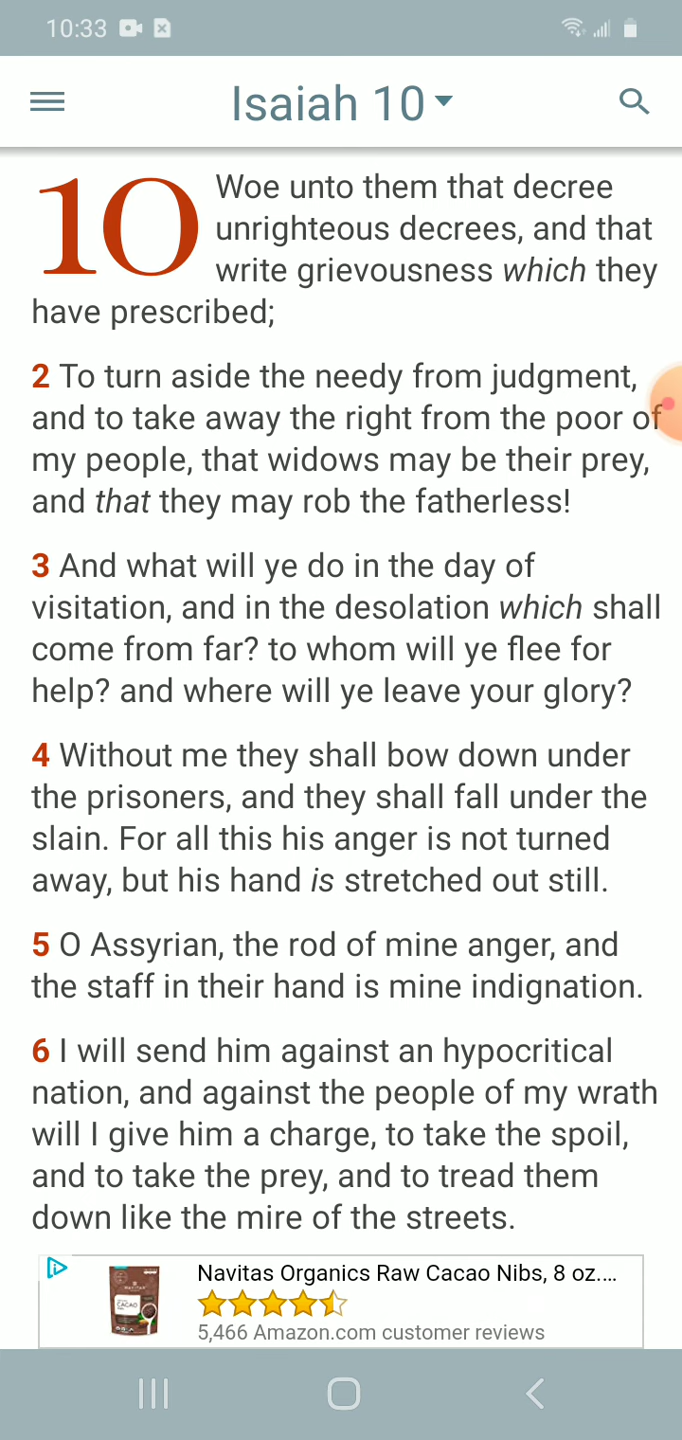 10:33
Isaiah 10
10 Woe unto them that decree
unrighteous decrees, and that
write grievousness which they
have prescribed;
2 To turn aside the needy from judgment,
and to take away the right from the poor of
my people, that widows may be their prey,
and that they may rob the fatherless!
3 And what will ye do in the day of
visitation, and in the desolation which shall
come from far? to whom will ye flee for
help? and where will ye leave your glory?
4 Without me they shall bow down under
the prisoners, and they shall fall under the
slain. For all this his anger is not turned
away, but his hand is stretched out still.
5 O Assyrian, the rod of mine anger, and
the staff in their hand is mine indignation.
6 I will send him against an hypocritical
nation, and against the people of my wrath
will I give him a charge, to take the spoil,
and to take the prey, and to tread them
down like the mire of the streets.
Navitas Organics Raw Cacao Nibs, 8 oz....
5,466 Amazon.com customer reviews
CACAO